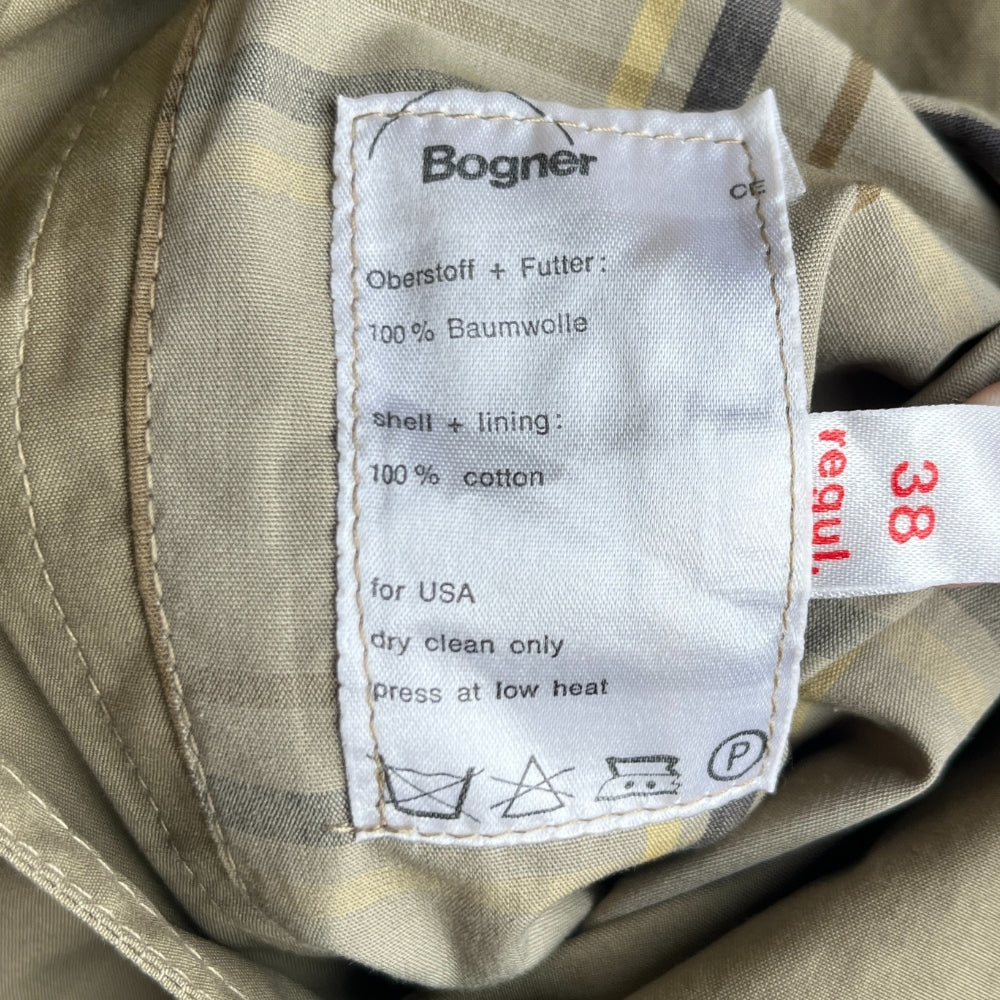 Bogner
CE
Oberstoff + Futter:
100% Baumwolle
shell + lining:
100% cotton
for USA
dry clean only
press at low heat
P
38
regul.